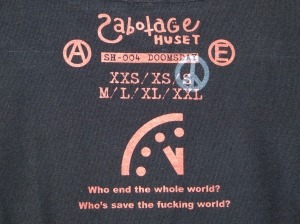 Sabotage
HUSET
A
E
SH-004 DOOMSDAY
XXS/XS/S
M/L/XL/XXL
Who end the whole world?
Who's save the fucking world?